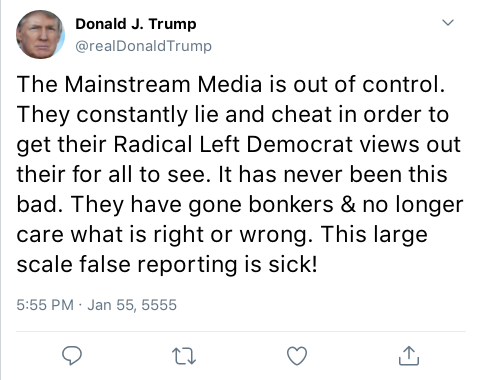 Donald J. Trump
@realDonaldTrump
The Mainstream Media is out of control.
They constantly lie and cheat in order to
get their Radical Left Democrat views out
their for all to see. It has never been this
bad. They have gone bonkers & no longer
care what is right or wrong. This large
scale false reporting is sick!
5:55 PM · Jan 55, 5555